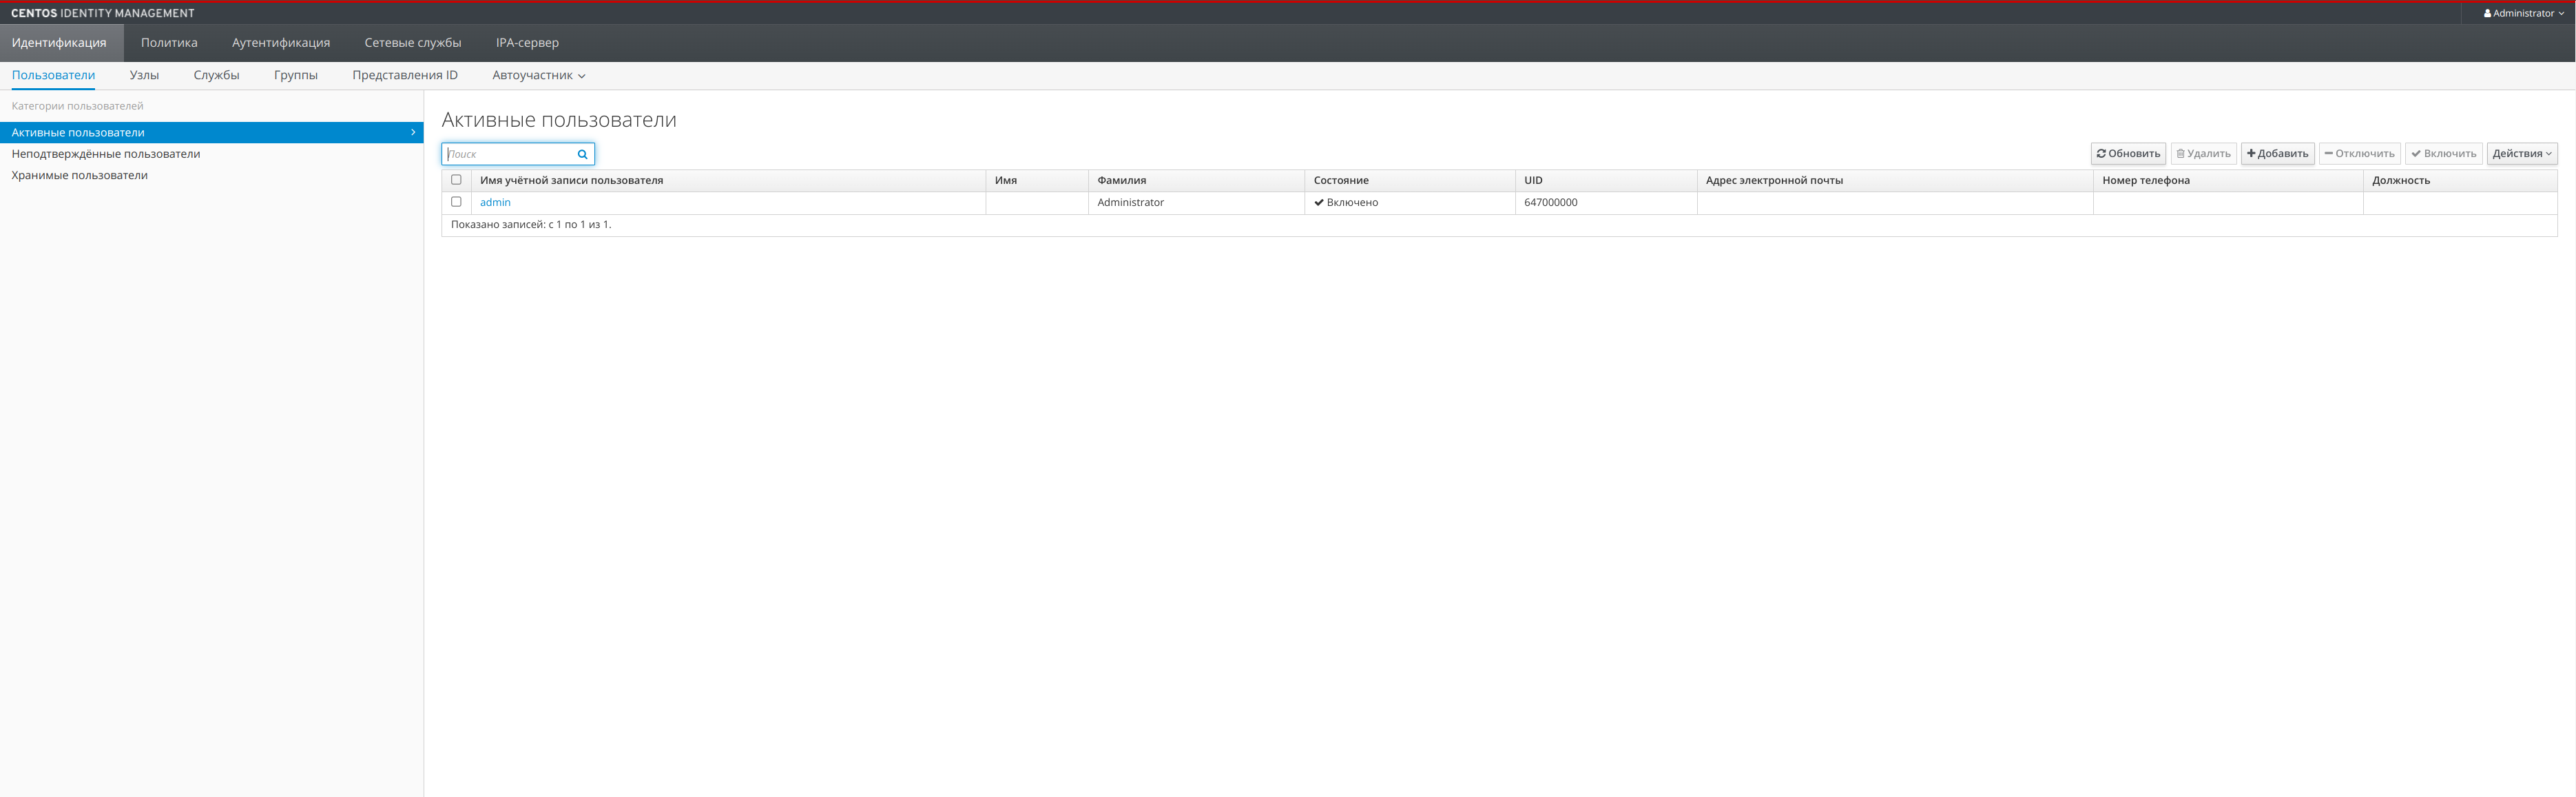 CENTOS IDENTITY MANAGEMENT
Administrator
Идентификация Политика Аутентификация Сетевые службы IPA-сервер
Пользователи Узлы Службы Группы Представления ID Автоучастник
Категории пользователей
Активные пользователи
Неподтверждённые пользователи
Хранимые пользователи
Активные пользователи
Поиск
Обновить Удалить Добавить Отключить Включить Действия
Имя учётной записи пользователя Имя Фамилия Состояние UID Адрес электронной почты Номер телефона Должность
admin Administrator Включено 647000000
Показано записей: с 1 по 1 из 1.